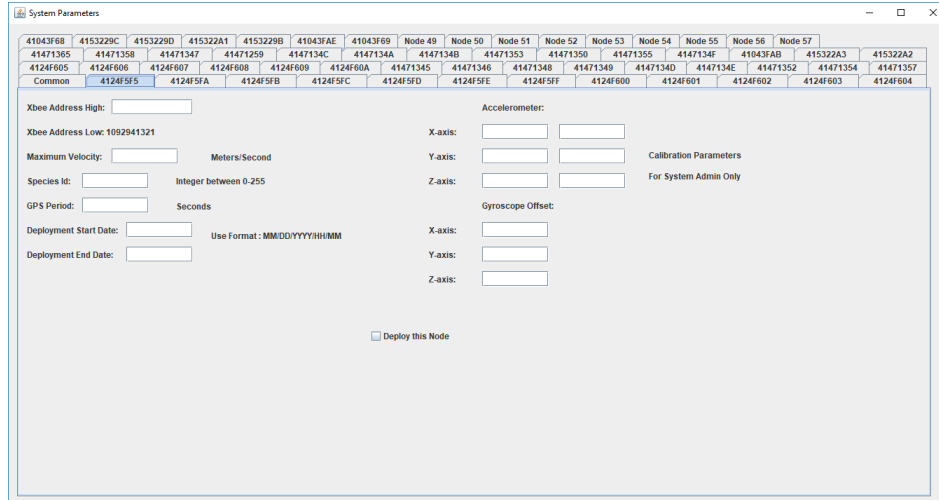 System Parameters
41043F68 4153229C 4153229D 415322A1 4153229B 41043FAE 41043F69 Node 49 Node 50 Node 51 Node 52 Node 53 Node 54 Node 55 Node 56 Node 57
41471365 41471358 41471347 41471259 4147134C 4147134A 4147134B 41471353 41471350 41471355 4147134F 41043FAB 415322A3 415322A2
4124F605 4124F606 4124F607 4124F608 4124F609 4124F60A 41471345 41471346 41471348 41471349 4147134D 4147134E 41471352 41471354 41471357
Common 4124F5F5 4124F5FA 4124F5FB 4124F5FC 4124F5FD 4124F5FE 4124F5FF 4124F600 4124F601 4124F602 4124F603 4124F604
Xbee Address High: Accelerometer:
Xbee Address Low: 1092941321 X-axis:
Maximum Velocity: Meters/Second Y-axis: Calibration Parameters
Species Id: Integer between 0-255 Z-axis: For System Admin Only
GPS Period: Seconds Gyroscope Offset:
Deployment Start Date: Use Format : MM/DD/YYYY/HH/MM X-axis:
Deployment End Date: Y-axis:
Z-axis:
Deploy this Node